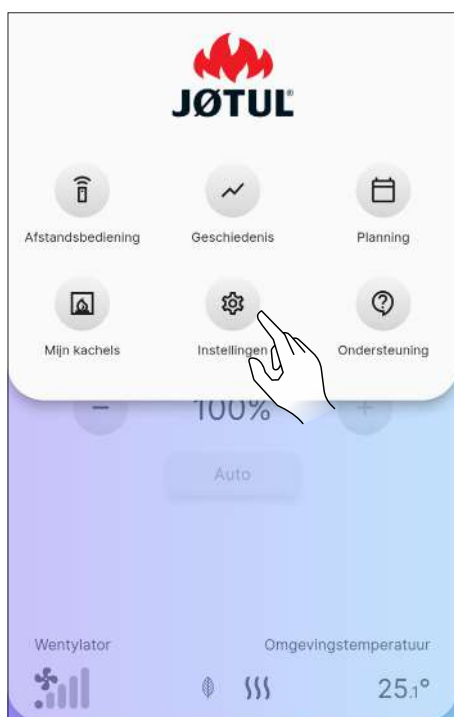 JØTUL®
Afstandsbediening Geschiedenis Planning
Mijn kachels Instellingen Ondersteuning
100%
Auto
Wentylator Omgevingstemperatuur
25.1°